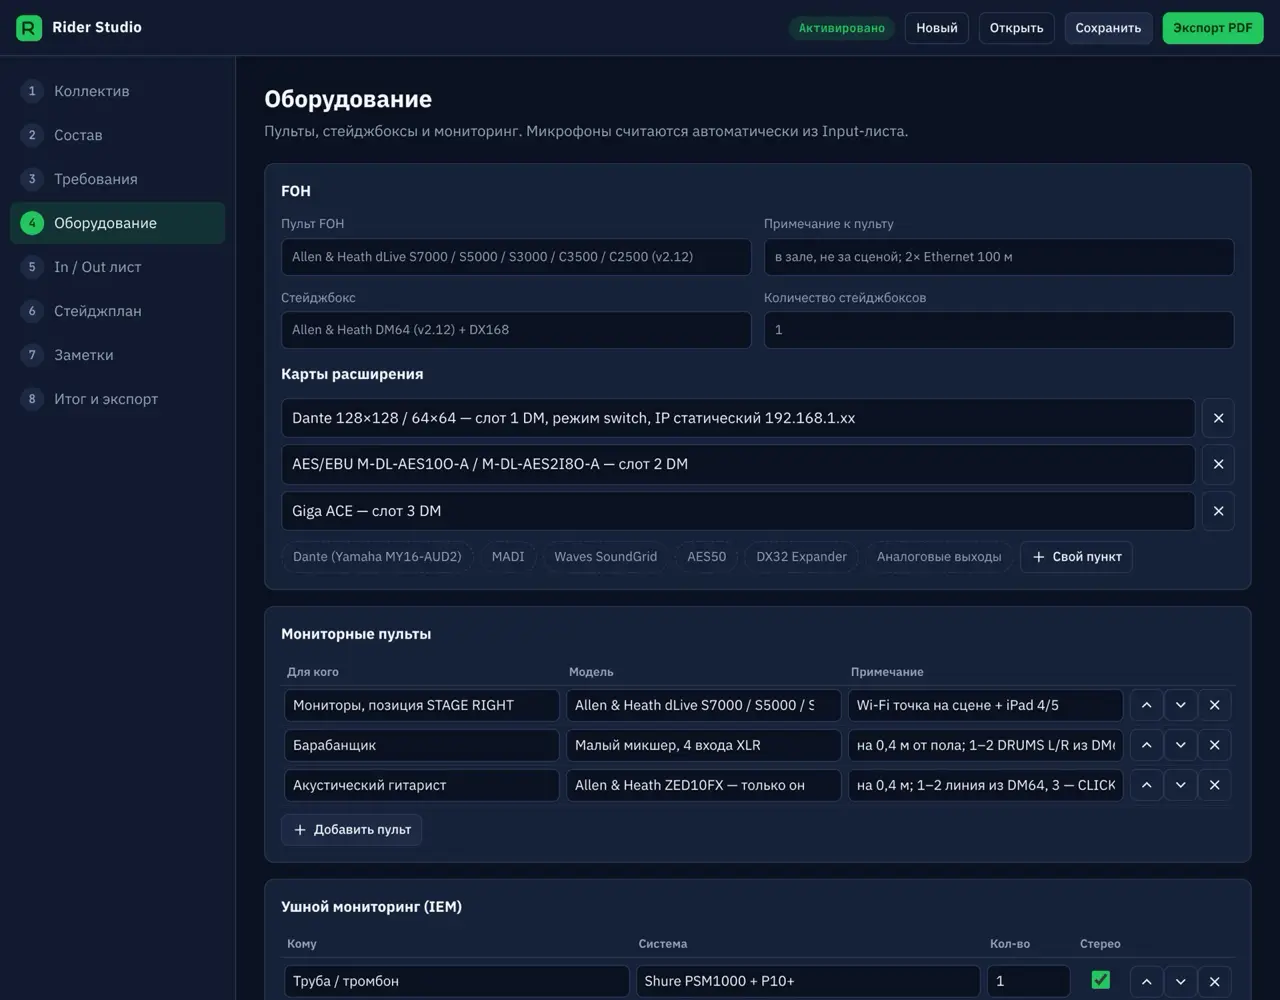 R Rider Studio
Активировано
Новый
Открыть
Сохранить
Экспорт PDF
1 Коллектив
2 Состав
3 Требования
4 Оборудование
5 In / Out лист
6 Стейджплан
7 Заметки
8 Итог и экспорт
Оборудование
Пульты, стейджбоксы и мониторинг. Микрофоны считаются автоматически из Input-листа.
FOH
Пульт FOH
Примечание к пульту
Allen & Heath dLive S7000 / S5000 / S3000 / C3500 / C2500 (v2.12)
в зале, не за сценой; 2× Ethernet 100 м
Стейджбокс
Количество стейджбоксов
Allen & Heath DM64 (v2.12) + DX168
1
Карты расширения
Dante 128×128 / 64×64 — слот 1 DM, режим switch, IP статический 192.168.1.xx
AES/EBU M-DL-AES10O-A / M-DL-AES2I8O-A — слот 2 DM
Giga ACE — слот 3 DM
Dante (Yamaha MY16-AUD2)
MADI
Waves SoundGrid
AES50
DX32 Expander
Аналоговые выходы
+ Свой пункт
Мониторные пульты
Для кого
Модель
Примечание
Мониторы, позиция STAGE RIGHT
Allen & Heath dLive S7000 / S5000 / S
Wi-Fi точка на сцене + iPad 4/5
Барабанщик
Малый микшер, 4 входа XLR
на 0,4 м от пола; 1–2 DRUMS L/R из DM6
Акустический гитарист
Allen & Heath ZED10FX — только он
на 0,4 м; 1–2 линия из DM64, 3 — CLICK
+ Добавить пульт
Ушной мониторинг (IEM)
Кому
Система
Кол-во
Стерео
Труба / тромбон
Shure PSM1000 + P10+
1